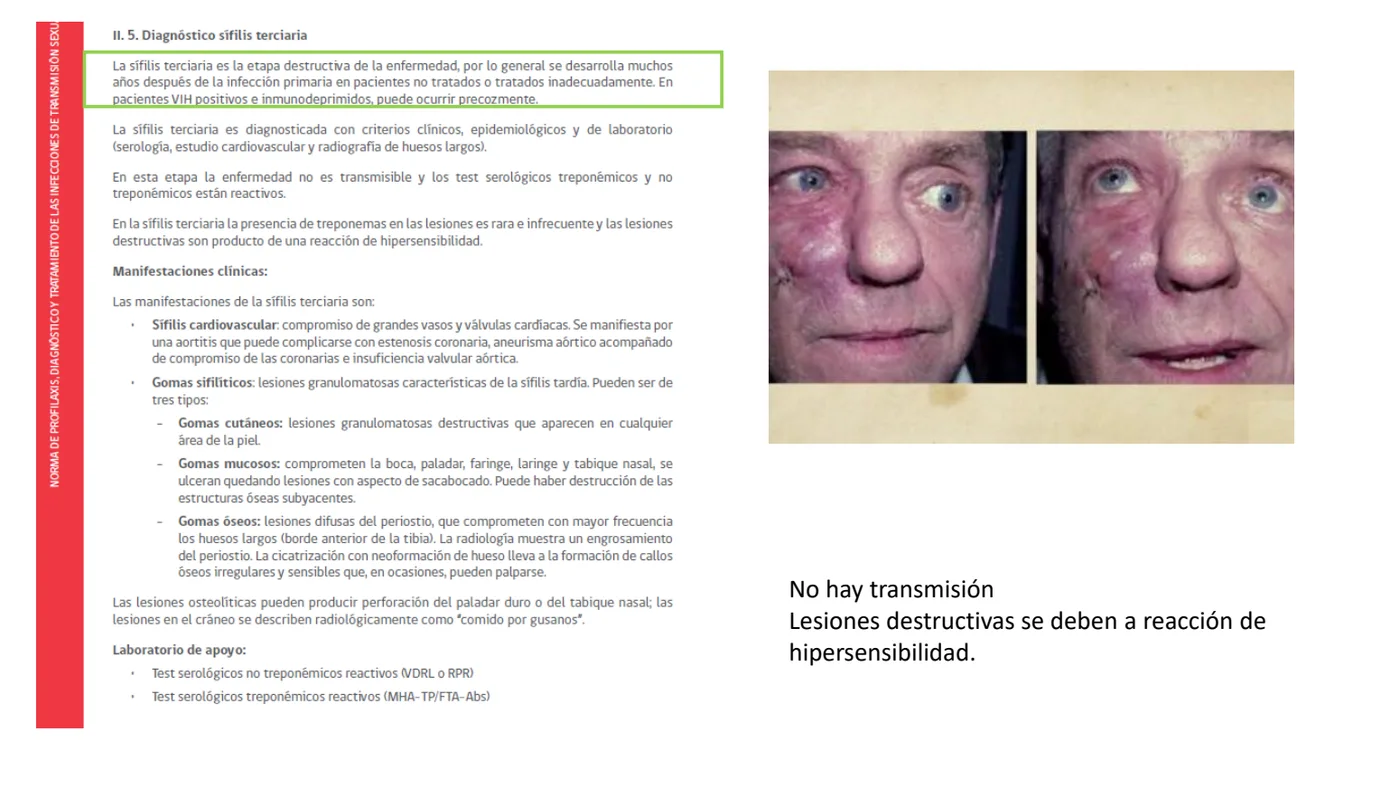 NORMA DE PROFILAXIS, DIAGNÓSTICO Y TRATAMIENTO DE LAS INFECCIONES DE TRANSMISIÓN
II. 5. Diagnóstico sífilis terciaria
La sífilis terciaria es la etapa destructiva de la enfermedad, por lo general se desarrolla muchos
años después de la infección primaria en pacientes no tratados o tratados inadecuadamente. En
pacientes VIH positivos e inmunodeprimidos, puede ocurrir precozmente.
La sífilis terciaria es diagnosticada con criterios clínicos, epidemiológicos y de laboratorio
(serología, estudio cardiovascular y radiografía de huesos largos).
En esta etapa la enfermedad no es transmisible y los test serológicos treponémicos y no
treponémicos están reactivos.
En la sífilis terciaria la presencia de treponemas en las lesiones es rara e infrecuente y las lesiones
destructivas son producto de una reacción de hipersensibilidad.
Manifestaciones clínicas:
Las manifestaciones de la sífilis terciaria son:
• Sífilis cardiovascular: compromiso de grandes vasos y válvulas cardíacas. Se manifiesta por
una aortitis que puede complicarse con estenosis coronaria, aneurisma aórtico acompañado
de compromiso de las coronarias e insuficiencia valvular aórtica.
• Gomas sifilíticos: lesiones granulomatosas características de la sífilis tardía. Pueden ser de
tres tipos:
– Gomas cutáneos: lesiones granulomatosas destructivas que aparecen en cualquier
área de la piel.
– Gomas mucosos: comprometen la boca, paladar, faringe, laringe y tabique nasal, se
ulceran quedando lesiones con aspecto de sacabocado. Puede haber destrucción de las
estructuras óseas subyacentes.
– Gomas óseos: lesiones difusas del periostio, que comprometen con mayor frecuencia
los huesos largos (borde anterior de la tibia). La radiología muestra un engrosamiento
del periostio. La cicatrización con neoformación de hueso lleva a la formación de callos
óseos irregulares y sensibles que, en ocasiones, pueden palparse.
Las lesiones osteolíticas pueden producir perforación del paladar duro o del tabique nasal; las
lesiones en el cráneo se describen radiológicamente como "comido por gusanos".
Laboratorio de apoyo:
• Test serológicos no treponémicos reactivos (VDRL o RPR)
• Test serológicos treponémicos reactivos (MHA-TP/FTA-Abs)
No hay transmisión
Lesiones destructivas se deben a reacción de
hipersensibilidad.